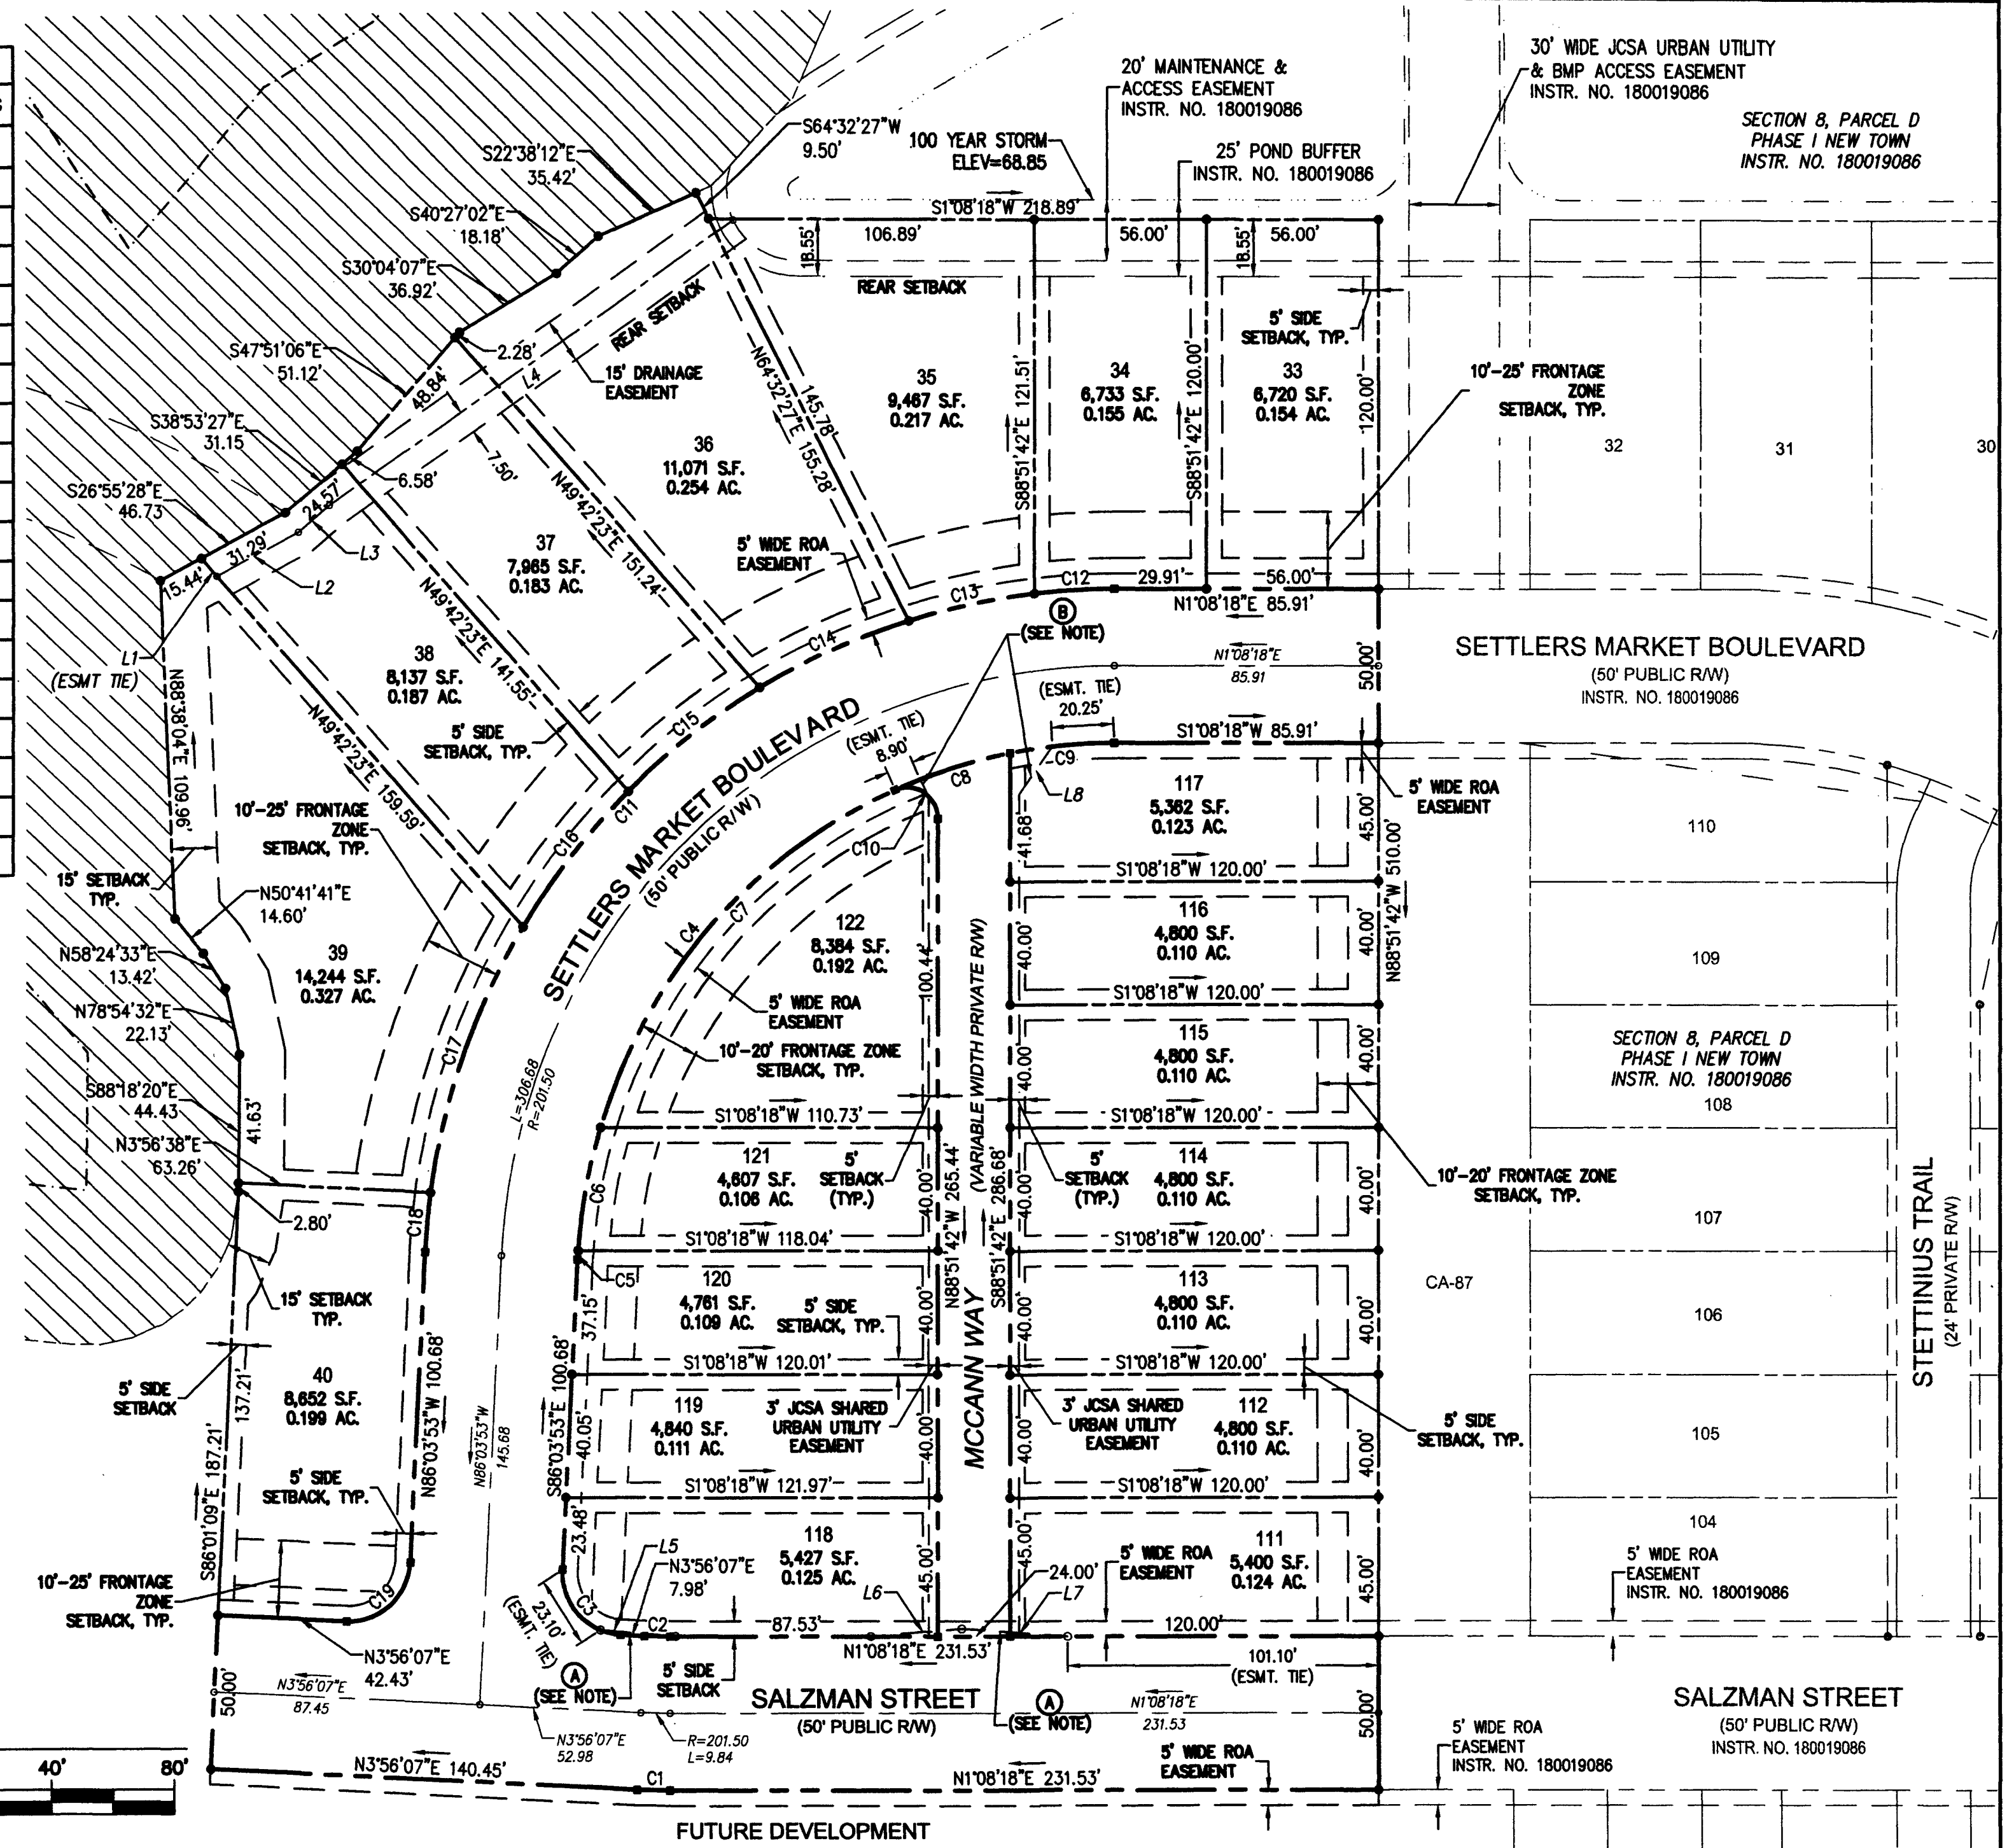 30' WIDE JCSA URBAN UTILITY
& BMP ACCESS EASEMENT
INSTR. NO. 180019086
20' MAINTENANCE &
ACCESS EASEMENT
INSTR. NO. 180019086
SECTION 8, PARCEL D
PHASE I NEW TOWN
INSTR. NO. 180019086
S64°32'27"W
9.50'
100 YEAR STORM
ELEV=68.85
25' POND BUFFER
INSTR. NO. 180019086
S22°38'12"E
35.42'
S40°27'02"E
18.18'
S1°08'18"W 218.89'
106.89'
56.00'
56.00'
18.55'
18.55'
S30°04'07"E
36.92'
REAR SETBACK
REAR SETBACK
5' SIDE
SETBACK, TYP.
S47°51'06"E
51.12'
2.28'
48.84'
L4
15' DRAINAGE
EASEMENT
7.50'
N64°32'27"E 155.28'
145.78'
35
9,467 S.F.
0.217 AC.
S88°51'42"E 121.51'
34
6,733 S.F.
0.155 AC.
S88°51'42"E 120.00'
33
6,720 S.F.
0.154 AC.
120.00'
10'-25' FRONTAGE
ZONE
SETBACK, TYP.
32
31
30
S38°53'27"E
31.15
36
11,071 S.F.
0.254 AC.
6.58'
S26°55'28"E
46.73
24.57'
31.29'
15.44'
L3
L2
N49°42'23"E 151.24'
37
7,965 S.F.
0.183 AC.
5' WIDE ROA
EASEMENT
C12
29.91'
56.00'
C13
N1°08'18"E 85.91'
B
(SEE NOTE)
L1
(ESMT TIE)
38
8,137 S.F.
0.187 AC.
N49°42'23"E 141.55'
C14
SETTLERS MARKET BOULEVARD
(50' PUBLIC R/W)
INSTR. NO. 180019086
N1°08'18"E
85.91
50.00'
(ESMT. TIE)
20.25'
S1°08'18"W 85.91'
N88°38'04"E 109.96'
N49°42'23"E 159.59'
5' SIDE
SETBACK, TYP.
C15
SETTLERS MARKET BOULEVARD
(50' PUBLIC R/W)
(ESMT. TIE)
8.90'
C8
C9
L8
C11
C16
C10
117
5,362 S.F.
0.123 AC.
41.68'
45.00'
5' WIDE ROA
EASEMENT
10'-25' FRONTAGE
ZONE
SETBACK, TYP.
110
S1°08'18"W 120.00'
N88°51'42"W 510.00'
15' SETBACK
TYP.
N50°41'41"E
14.60'
C4
C7
122
8,384 S.F.
0.192 AC.
100.44'
116
4,800 S.F.
0.110 AC.
40.00'
40.00'
109
N58°24'33"E
13.42'
39
14,244 S.F.
0.327 AC.
S1°08'18"W 120.00'
N78°54'32"E
22.13'
5' WIDE ROA
EASEMENT
115
4,800 S.F.
0.110 AC.
40.00'
40.00'
SECTION 8, PARCEL D
PHASE I NEW TOWN
INSTR. NO. 180019086
108
C17
L=306.68
R=201.50
10'-20' FRONTAGE ZONE
SETBACK, TYP.
(VARIABLE WIDTH PRIVATE R/W)
S88°18'20"E
44.43
41.63'
S1°08'18"W 110.73'
S1°08'18"W 120.00'
N3°56'38"E
63.26'
121
4,607 S.F.
0.106 AC.
5'
SETBACK
(TYP.)
40.00'
N88°51'42"W 265.44'
S88°51'42"E 286.68'
40.00'
5'
SETBACK
(TYP.)
114
4,800 S.F.
0.110 AC.
40.00'
10'-20' FRONTAGE ZONE
SETBACK, TYP.
107
STETTINIUS TRAIL
(24' PRIVATE R/W)
2.80'
C18
C6
S1°08'18"W 118.04'
S1°08'18"W 120.00'
C5
120
4,761 S.F.
0.109 AC.
37.15'
5' SIDE
SETBACK, TYP.
40.00'
MCCANN WAY
40.00'
113
4,800 S.F.
0.110 AC.
40.00'
CA-87
106
15' SETBACK
TYP.
S1°08'18"W 120.01'
S1°08'18"W 120.00'
5' SIDE
SETBACK
137.21'
S86°01'09"E 187.21'
40
8,652 S.F.
0.199 AC.
N86°03'53"W 100.68'
N86°03'53"W
145.68
S86°03'53"E 100.68'
40.05'
119
4,840 S.F.
0.111 AC.
3' JCSA SHARED
URBAN UTILITY
EASEMENT
40.00'
40.00'
3' JCSA SHARED
URBAN UTILITY
EASEMENT
112
4,800 S.F.
0.110 AC.
40.00'
5' SIDE
SETBACK, TYP.
105
5' SIDE
SETBACK, TYP.
S1°08'18"W 121.97'
S1°08'18"W 120.00'
23.48'
118
5,427 S.F.
0.125 AC.
L5
N3°56'07"E
7.98'
L6
45.00'
45.00'
24.00'
L7
5' WIDE ROA
EASEMENT
111
5,400 S.F.
0.124 AC.
45.00'
104
5' WIDE ROA
EASEMENT
INSTR. NO. 180019086
10'-25' FRONTAGE
ZONE
SETBACK, TYP.
C19
C3
23.10'
(ESMT. TIE)
C2
87.53'
N1°08'18"E 231.53'
120.00'
101.10'
(ESMT. TIE)
N3°56'07"E
42.43'
50.00'
N3°56'07"E
87.45
A
(SEE NOTE)
5' SIDE
SETBACK
SALZMAN STREET
(50' PUBLIC R/W)
A
(SEE NOTE)
N1°08'18"E
231.53
50.00'
SALZMAN STREET
(50' PUBLIC R/W)
INSTR. NO. 180019086
N3°56'07"E
52.98
R=201.50
L=9.84
5' WIDE ROA
EASEMENT
INSTR. NO. 180019086
5' WIDE ROA
EASEMENT
40'
80'
N3°56'07"E 140.45'
C1
N1°08'18"E 231.53'
FUTURE DEVELOPMENT